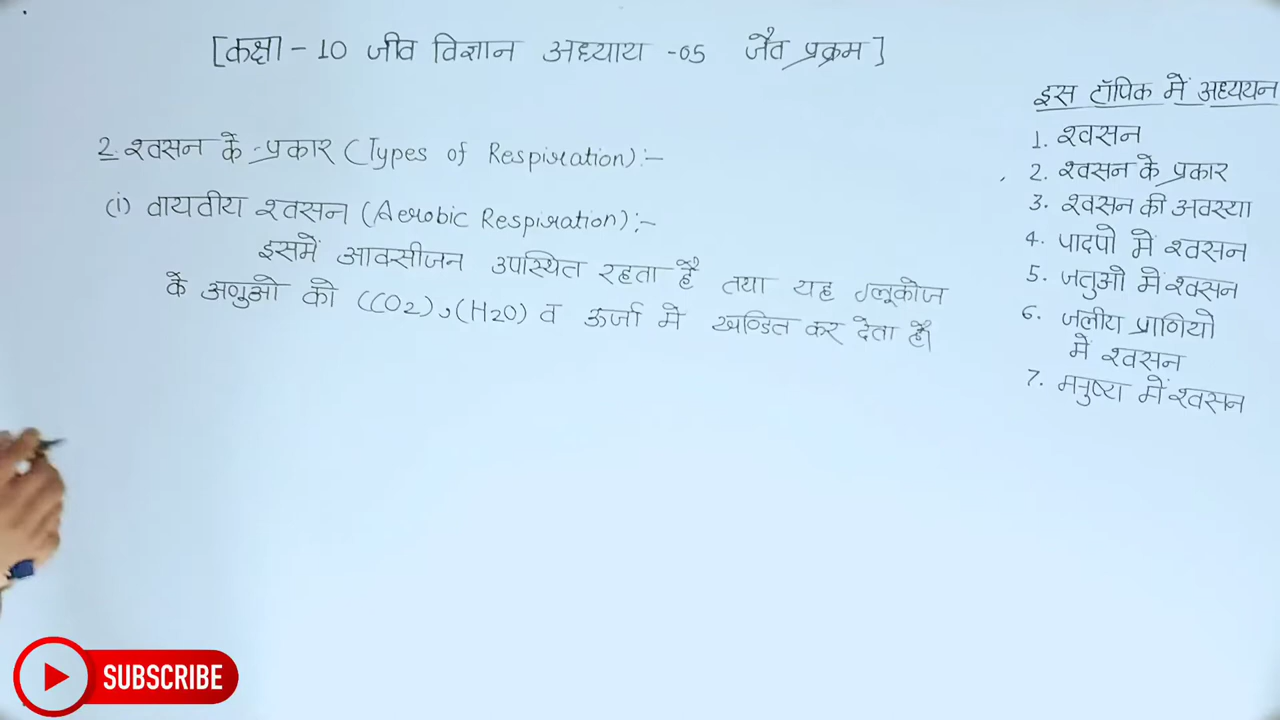 [कक्षा - 10 जीव विज्ञान अध्याय -05 जैव प्रक्रम]
2. श्वसन के प्रकार (Types of Respiration):-
(i) वायवीय श्वसन (Aerobic Respiration):-
इसमें आक्सीजन उपस्थित रहता है तथा यह ग्लूकोज
के अणुओ को (CO2),(H2O) व ऊर्जा मे खण्डित कर देता है।
इस टॉपिक में अध्ययन
1. श्वसन
2. श्वसन के प्रकार
3. श्वसन की अवस्था
4. पादपो में श्वसन
5. जतुओ में श्वसन
6. जलीय प्राणियो
में श्वसन
7. मनुष्य में श्वसन
SUBSCRIBE